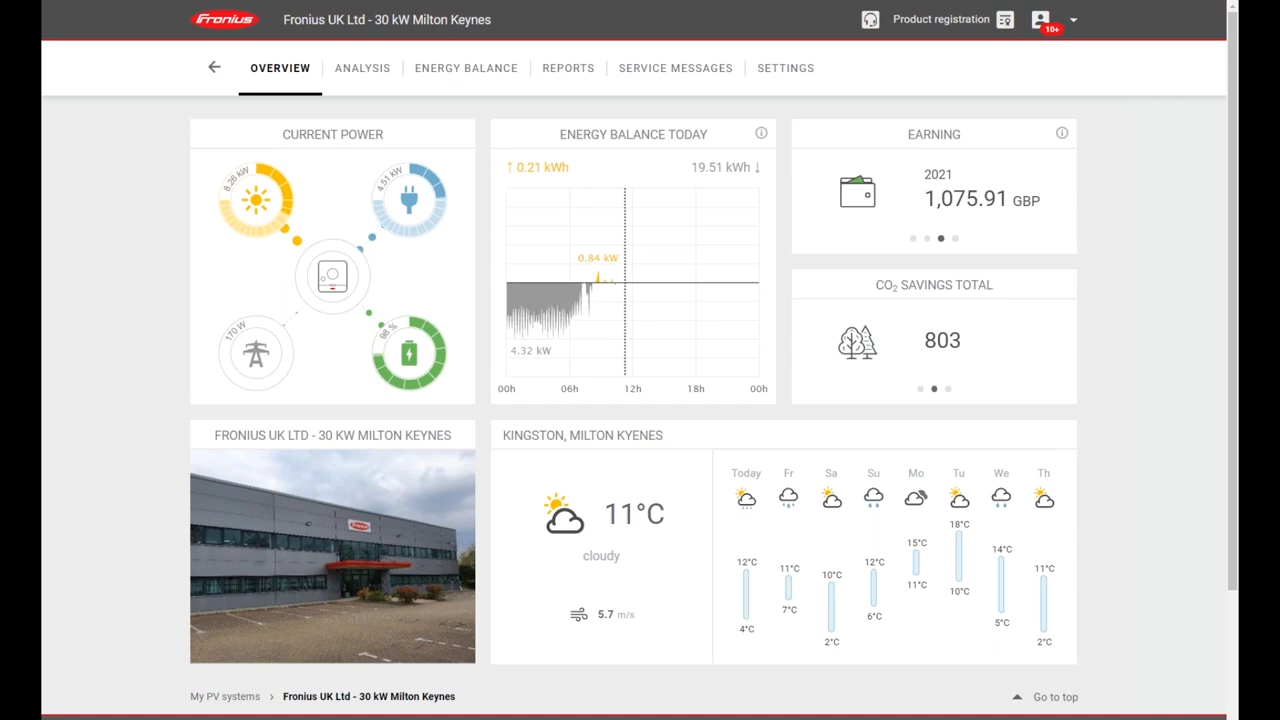 Fronius
Fronius UK Ltd - 30 kW Milton Keynes
Product registration
10+
OVERVIEW
ANALYSIS
ENERGY BALANCE
REPORTS
SERVICE MESSAGES
SETTINGS
CURRENT POWER
8.26 kW
4.51 kW
170 W
98 %
ENERGY BALANCE TODAY
↑ 0.21 kWh
19.51 kWh ↓
0.84 kW
4.32 kW
00h 06h 12h 18h 00h
EARNING
2021
1,075.91 GBP
CO₂ SAVINGS TOTAL
803
FRONIUS UK LTD - 30 KW MILTON KEYNES
Fronius
KINGSTON, MILTON KYENES
11°C
cloudy
5.7 m/s
Today Fr Sa Su Mo Tu We Th
12°C 11°C 10°C 12°C 15°C 18°C 14°C 11°C
4°C 7°C 2°C 6°C 11°C 10°C 5°C 2°C
My PV systems › Fronius UK Ltd - 30 kW Milton Keynes
Go to top